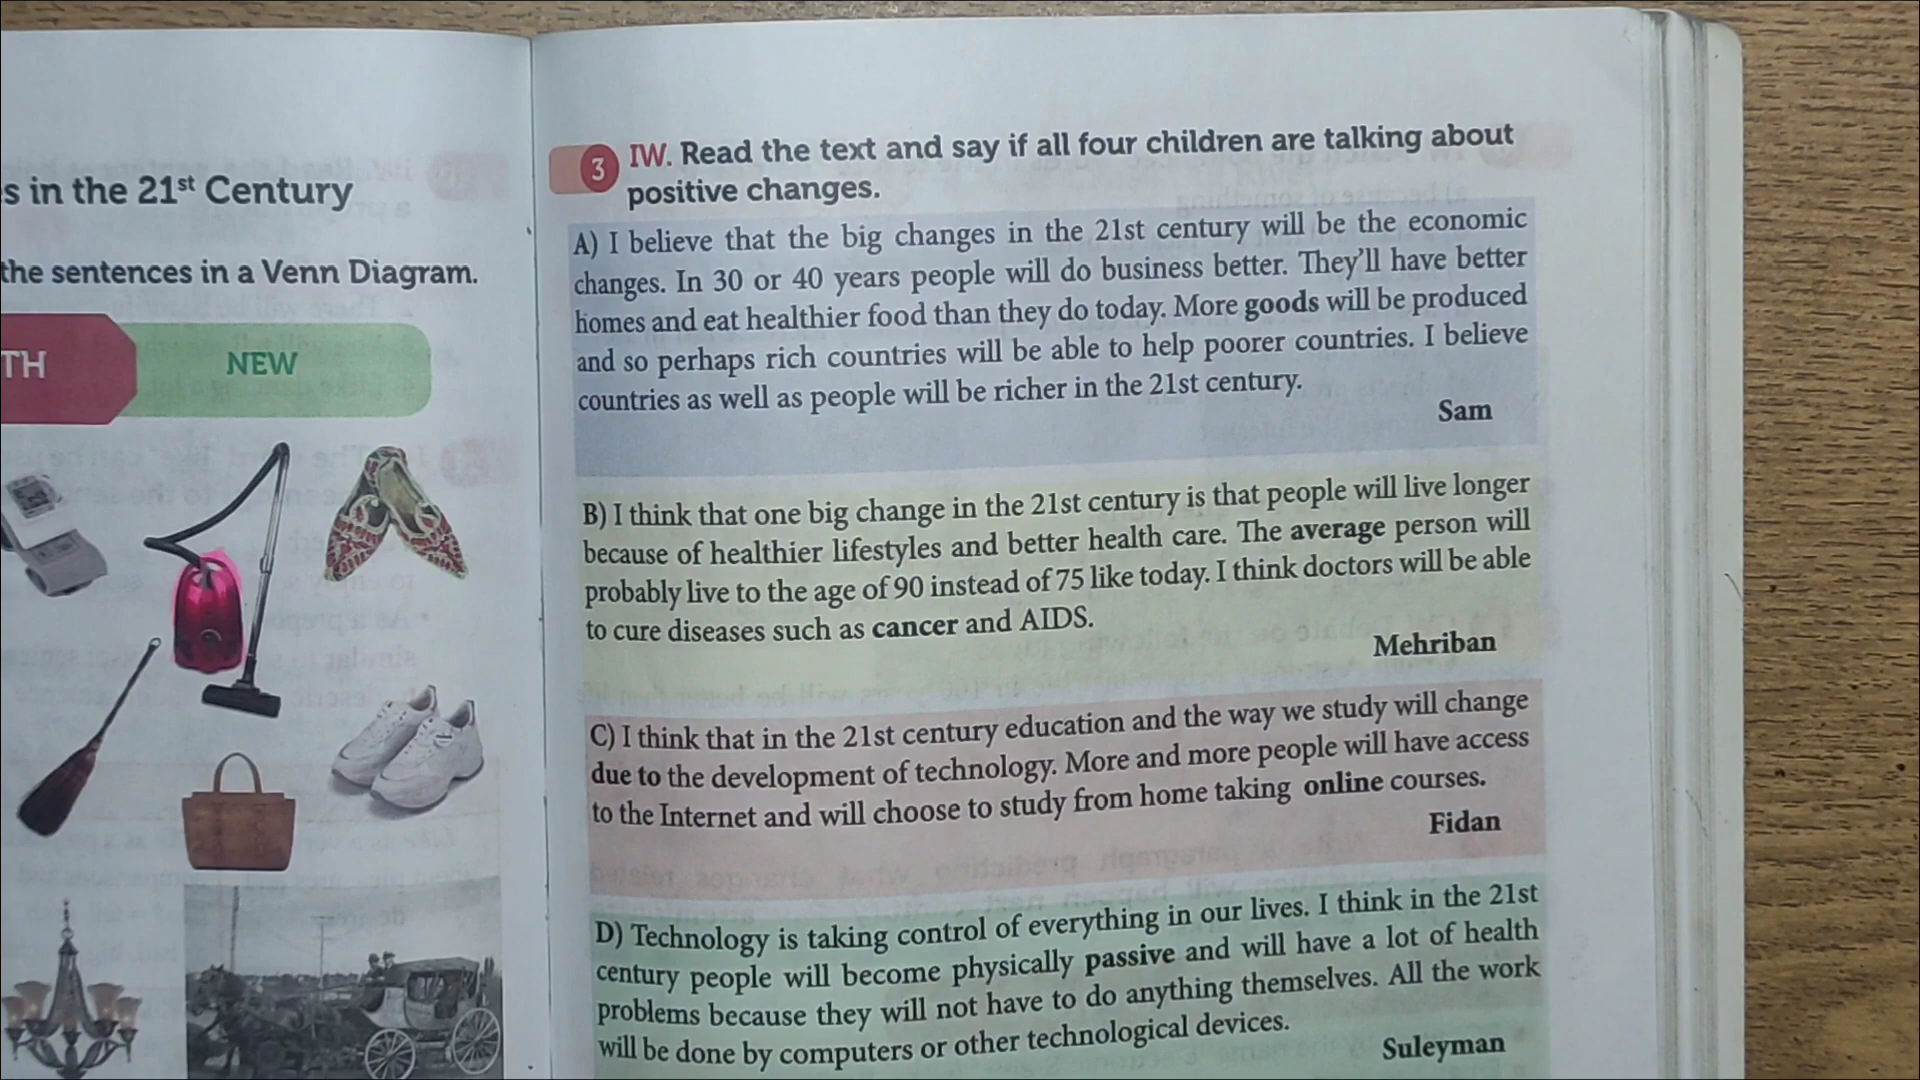 s in the 21st Century
the sentences in a Venn Diagram.
TH
NEW
3 IW. Read the text and say if all four children are talking about
positive changes.
A) I believe that the big changes in the 21st century will be the economic
changes. In 30 or 40 years people will do business better. They'll have better
homes and eat healthier food than they do today. More goods will be produced
and so perhaps rich countries will be able to help poorer countries. I believe
countries as well as people will be richer in the 21st century.
Sam
B) I think that one big change in the 21st century is that people will live longer
because of healthier lifestyles and better health care. The average person will
probably live to the age of 90 instead of 75 like today. I think doctors will be able
to cure diseases such as cancer and AIDS.
Mehriban
C) I think that in the 21st century education and the way we study will change
due to the development of technology. More and more people will have access
to the Internet and will choose to study from home taking online courses.
Fidan
D) Technology is taking control of everything in our lives. I think in the 21st
century people will become physically passive and will have a lot of health
problems because they will not have to do anything themselves. All the work
will be done by computers or other technological devices.
Suleyman